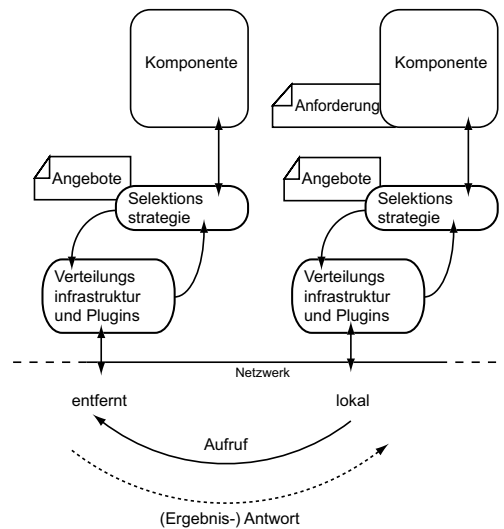 Komponente
Komponente
Anforderung
Angebote
Selektions
strategie
Angebote
Selektions
strategie
Verteilungs
infrastruktur
und Plugins
Verteilungs
infrastruktur
und Plugins
Netzwerk
entfernt
lokal
Aufruf
(Ergebnis-) Antwort